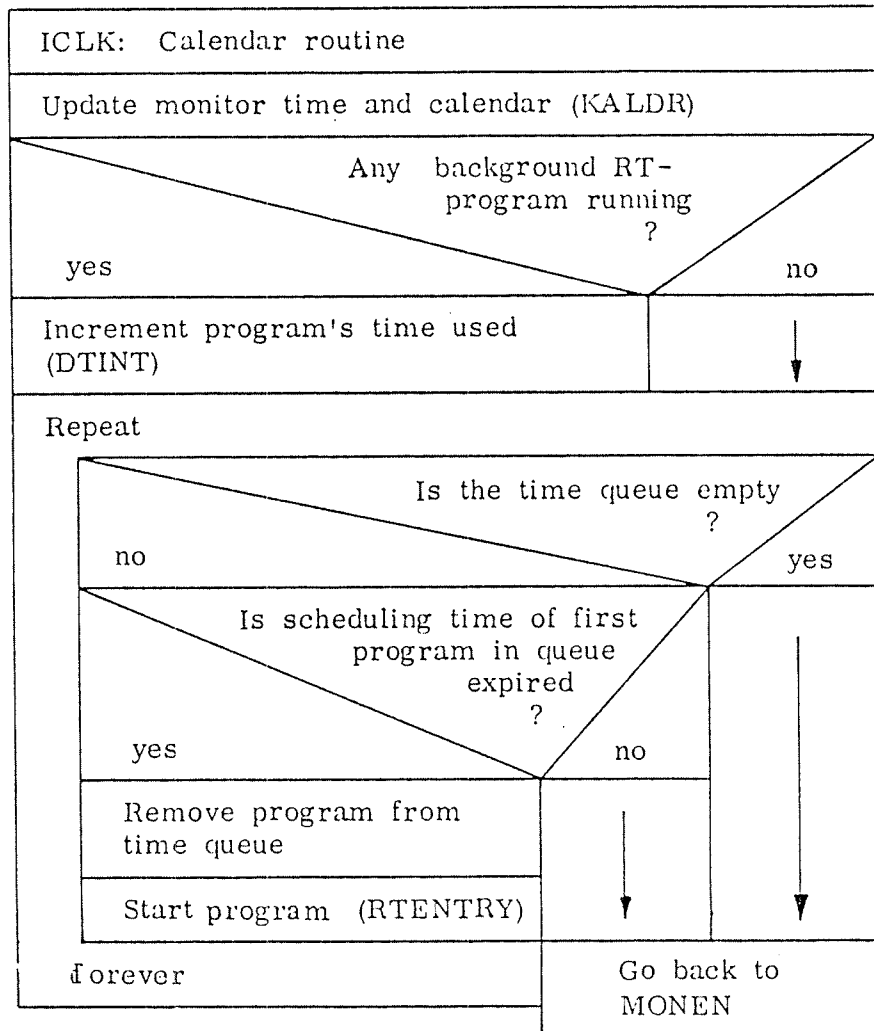 ICLK: Calendar routine
Update monitor time and calendar (KALDR)
Any background RT-
program running
?
yes
no
Increment program's time used
(DTINT)
Repeat
Is the time queue empty
?
no
yes
Is scheduling time of first
program in queue
expired
?
yes
no
Remove program from
time queue
Start program (RTENTRY)
forever
Go back to
MONEN